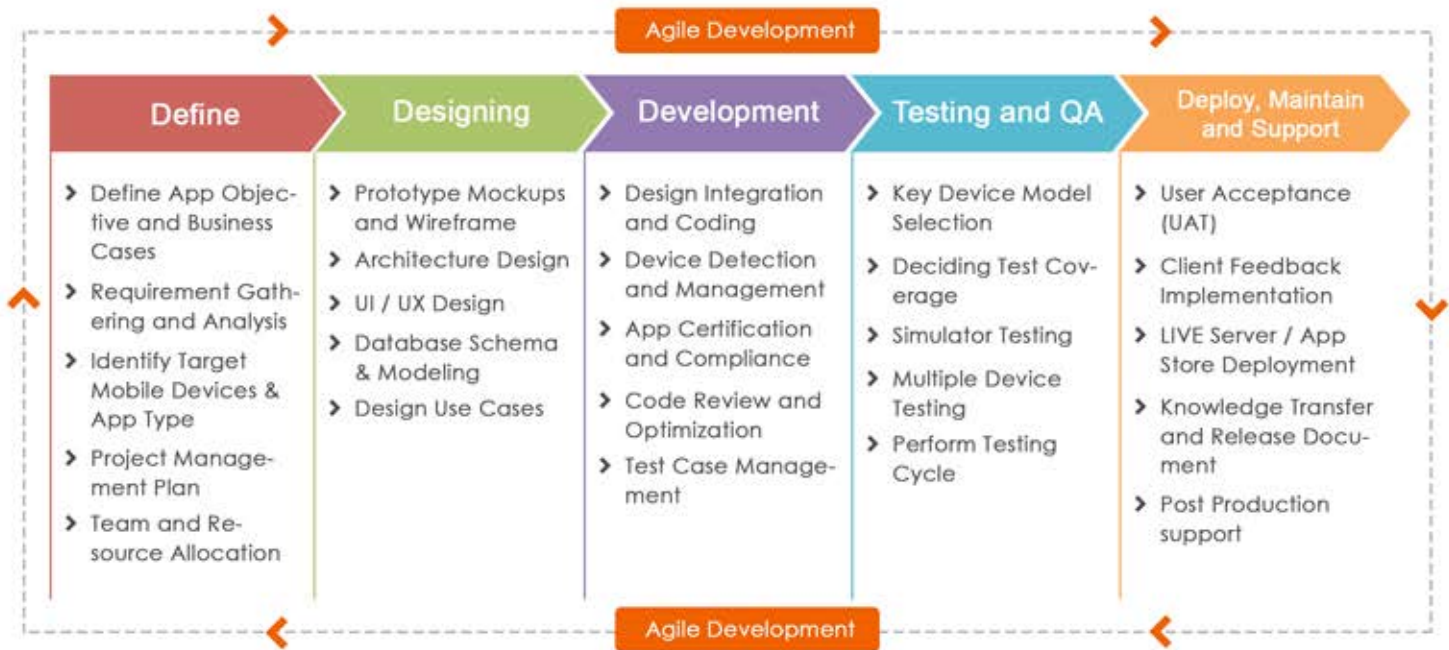 Agile Development
Define
Designing
Development
Testing and QA
Deploy, Maintain
and Support
Define App Objec-
tive and Business
Cases
Requirement Gath-
ering and Analysis
Identify Target
Mobile Devices &
App Type
Project Manage-
ment Plan
Team and Re-
source Allocation
Prototype Mockups
and Wireframe
Architecture Design
UI / UX Design
Database Schema
& Modeling
Design Use Cases
Design Integration
and Coding
Device Detection
and Management
App Certification
and Compliance
Code Review and
Optimization
Test Case Manage-
ment
Key Device Model
Selection
Deciding Test Cov-
erage
Simulator Testing
Multiple Device
Testing
Perform Testing
Cycle
User Acceptance
(UAT)
Client Feedback
Implementation
LIVE Server / App
Store Deployment
Knowledge Transfer
and Release Docu-
ment
Post Production
support
Agile Development